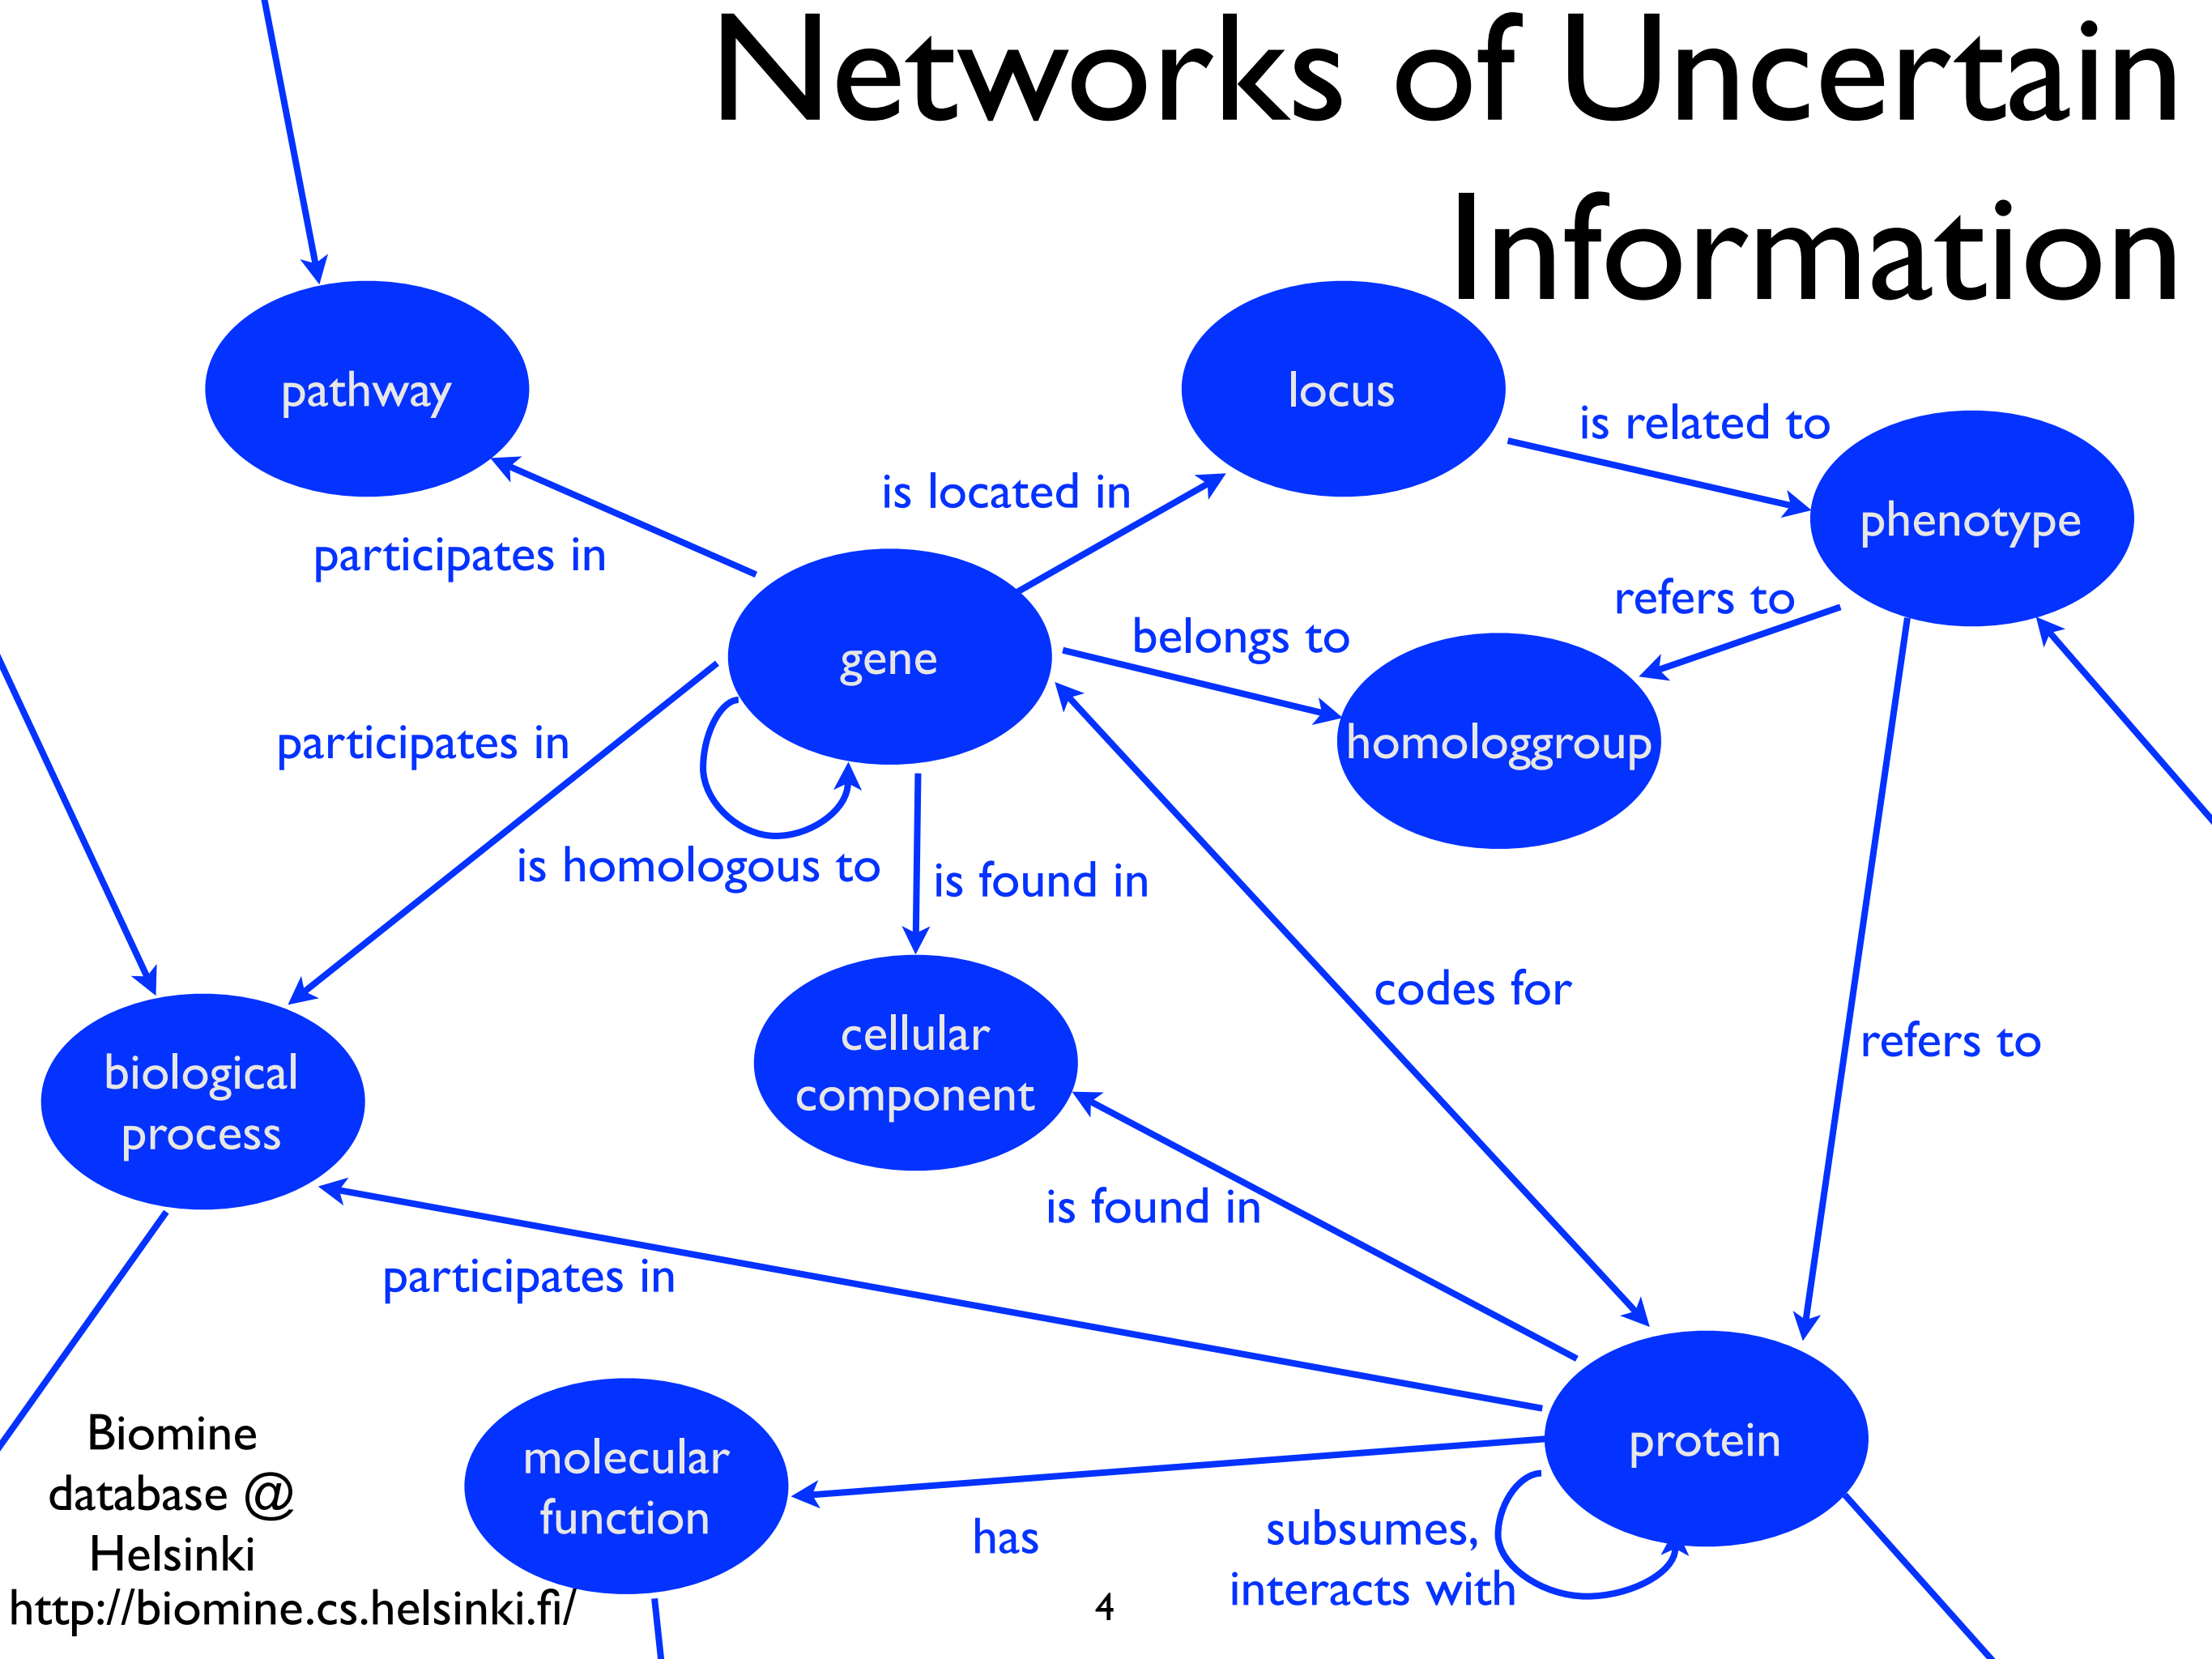 Networks of Uncertain
Information
pathway
locus
is related to
phenotype
is located in
participates in
refers to
belongs to
gene
homologgroup
participates in
is homologous to
is found in
codes for
refers to
cellular
component
biological
process
is found in
participates in
protein
molecular
function
has
subsumes,
interacts with
Biomine
database @
Helsinki
http://biomine.cs.helsinki.fi/
4